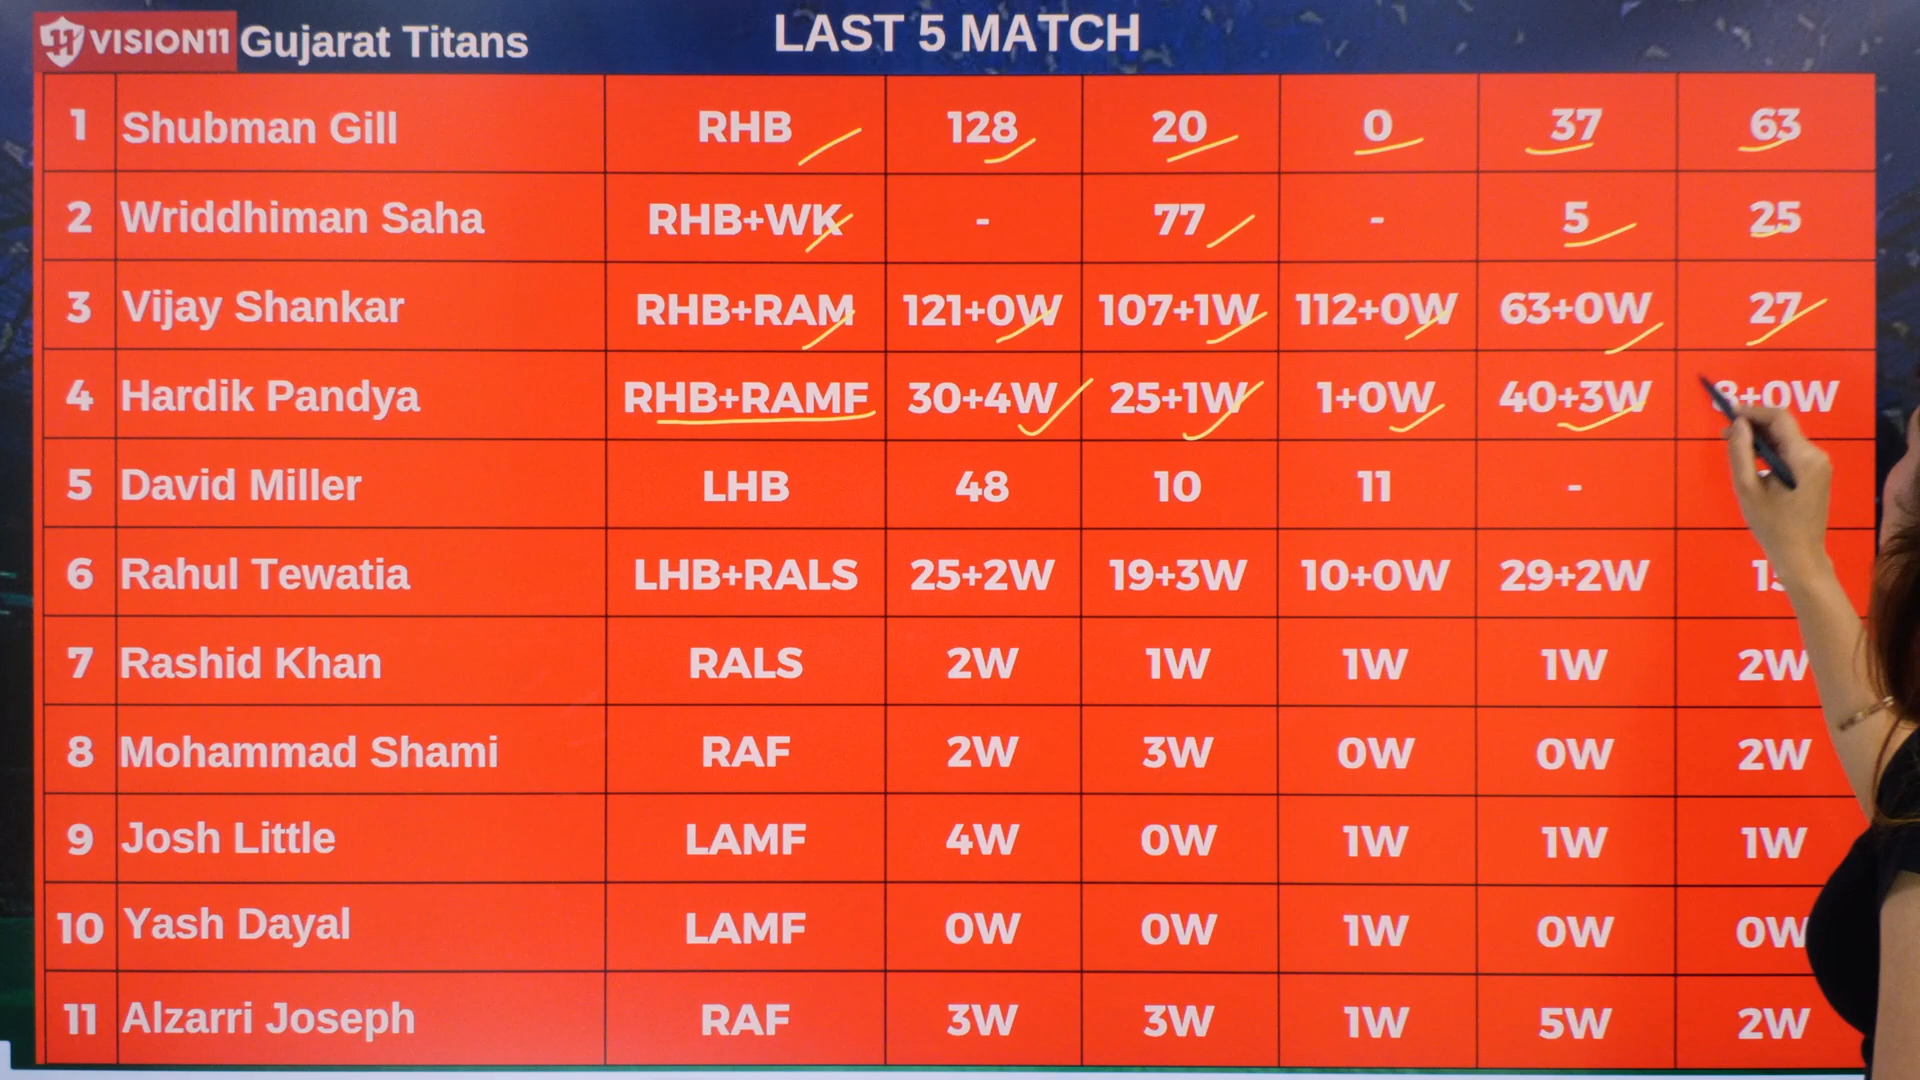 VISION11 Gujarat Titans LAST 5 MATCH
1 Shubman Gill RHB 128 20 0 37 63
2 Wriddhiman Saha RHB+WK - 77 - 5 25
3 Vijay Shankar RHB+RAM 121+0W 107+1W 112+0W 63+0W 27
4 Hardik Pandya RHB+RAMF 30+4W 25+1W 1+0W 40+3W 8+0W
5 David Miller LHB 48 10 11 -
6 Rahul Tewatia LHB+RALS 25+2W 19+3W 10+0W 29+2W
7 Rashid Khan RALS 2W 1W 1W 1W 2W
8 Mohammad Shami RAF 2W 3W 0W 0W 2W
9 Josh Little LAMF 4W 0W 1W 1W 1W
10 Yash Dayal LAMF 0W 0W 1W 0W 0W
11 Alzarri Joseph RAF 3W 3W 1W 5W 2W